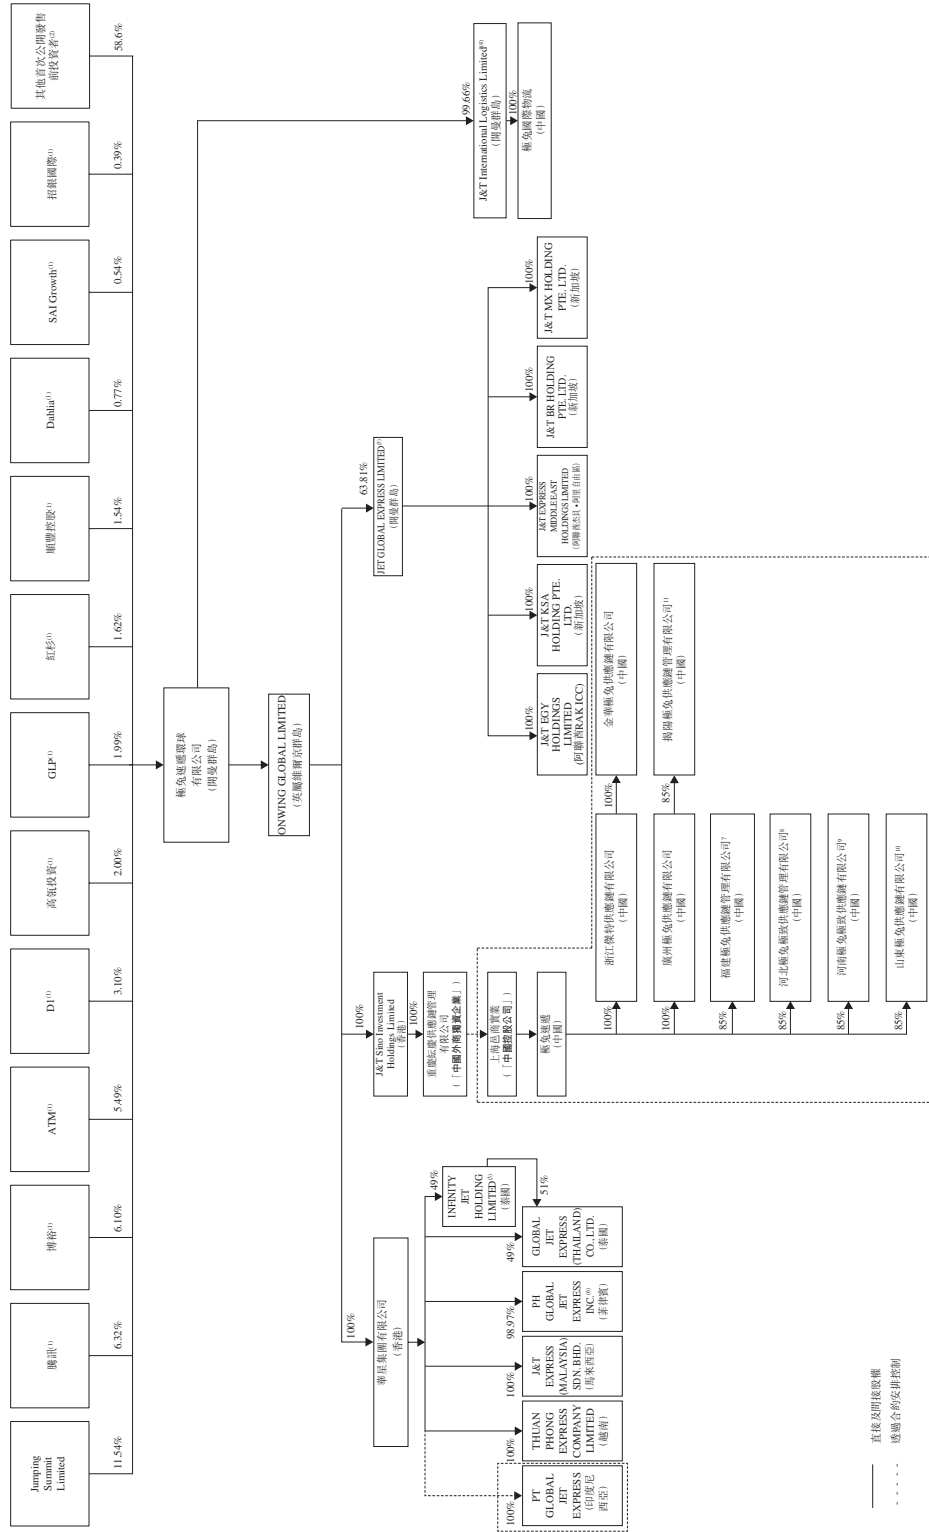 Jumping
Summit
Limited
11.54%
騰訊⁽¹⁾
6.32%
博裕⁽¹⁾
6.10%
ATM⁽¹⁾
5.49%
D1⁽¹⁾
3.10%
高瓴投資⁽¹⁾
2.00%
GLP⁽¹⁾
1.99%
紅杉⁽¹⁾
1.62%
順豐控股⁽¹⁾
1.54%
Dahlia⁽¹⁾
0.77%
SAI Growth⁽¹⁾
0.54%
招銀國際⁽¹⁾
0.39%
其他首次公開發售
前投資者⁽²⁾
58.6%
極兔速遞環球
有限公司
(開曼群島)
ONWING GLOBAL LIMITED
(英屬維爾京群島)
100%
華星集團有限公司
(香港)
100%
PT
GLOBAL
JET
EXPRESS
(印度尼
西亞)
100%
THUAN
PHONG
EXPRESS
COMPANY
LIMITED
(越南)
100%
J&T
EXPRESS
(MALAYSIA)
SDN. BHD.
(馬來西亞)
98.97%
PH
GLOBAL
JET
EXPRESS
INC.⁽⁶⁾
(菲律賓)
49%
GLOBAL
JET
EXPRESS
(THAILAND)
CO., LTD.
(泰國)
49%
INFINITY
JET
HOLDING
LIMITED⁽³⁾
(泰國)
51%
100%
J&T Sino Investment
Holdings Limited
(香港)
100%
重慶紜慶供應鏈管理
有限公司
(「中國外商獨資企業」)
上海邑商實業
(「中國控股公司」)
極兔速遞
(中國)
100%
浙江傑特供應鏈有限公司
(中國)
100%
金華極兔供應鏈有限公司
(中國)
100%
廣州極兔供應鏈有限公司
(中國)
85%
揭陽極兔供應鏈管理有限公司¹¹
(中國)
85%
福建極兔供應鏈管理有限公司⁷
(中國)
85%
河北極兔極致供應鏈管理有限公司⁸
(中國)
85%
河南極兔極致供應鏈有限公司⁹
(中國)
85%
山東極兔供應鏈有限公司¹⁰
(中國)
63.81%
JET GLOBAL EXPRESS LIMITED⁽⁵⁾
(開曼群島)
100%
J&T EGY
HOLDINGS
LIMITED
(阿聯酋RAK ICC)
100%
J&T KSA
HOLDING PTE.
LTD.
(新加坡)
100%
J&T EXPRESS
MIDDLE EAST
HOLDINGS LIMITED
(阿聯酋杰貝•阿里自由區)
100%
J&T BR HOLDING
PTE. LTD.
(新加坡)
100%
J&T MX HOLDING
PTE. LTD.
(新加坡)
99.66%
J&T International Logistics Limited⁽⁴⁾
(開曼群島)
100%
極兔國際物流
(中國)
直接及間接股權
透過合約安排控制